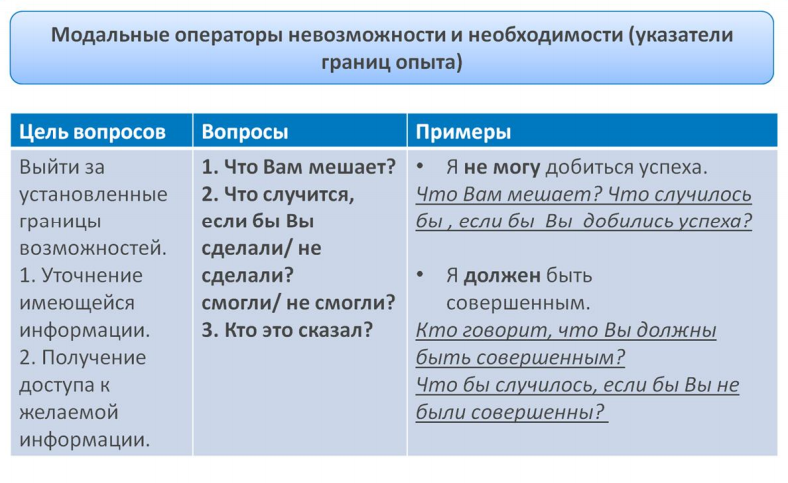 Модальные операторы невозможности и необходимости (указатели
границ опыта)
Цель вопросов
Вопросы
Примеры
Выйти за
установленные
границы
возможностей.
1. Уточнение
имеющейся
информации.
2. Получение
доступа к
желаемой
информации.
1. Что Вам мешает?
2. Что случится,
если бы Вы
сделали/ не
сделали?
смогли/ не смогли?
3. Кто это сказал?
• Я не могу добиться успеха.
Что Вам мешает? Что случилось
бы , если бы Вы добились успеха?
• Я должен быть
совершенным.
Кто говорит, что Вы должны
быть совершенным?
Что бы случилось, если бы Вы не
были совершенны?